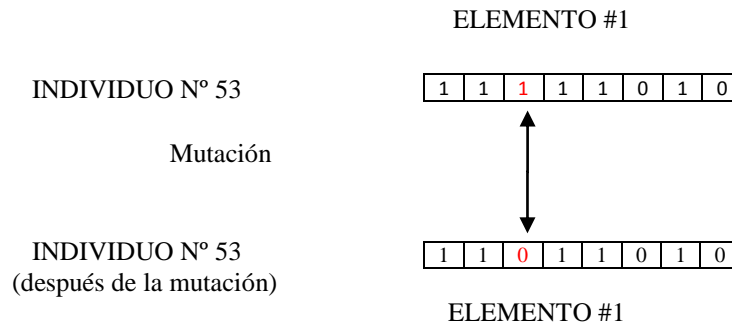 ELEMENTO #1
INDIVIDUO Nº 53 1 1 1 1 1 0 1 0
Mutación
INDIVIDUO Nº 53 1 1 0 1 1 0 1 0
(después de la mutación)
ELEMENTO #1